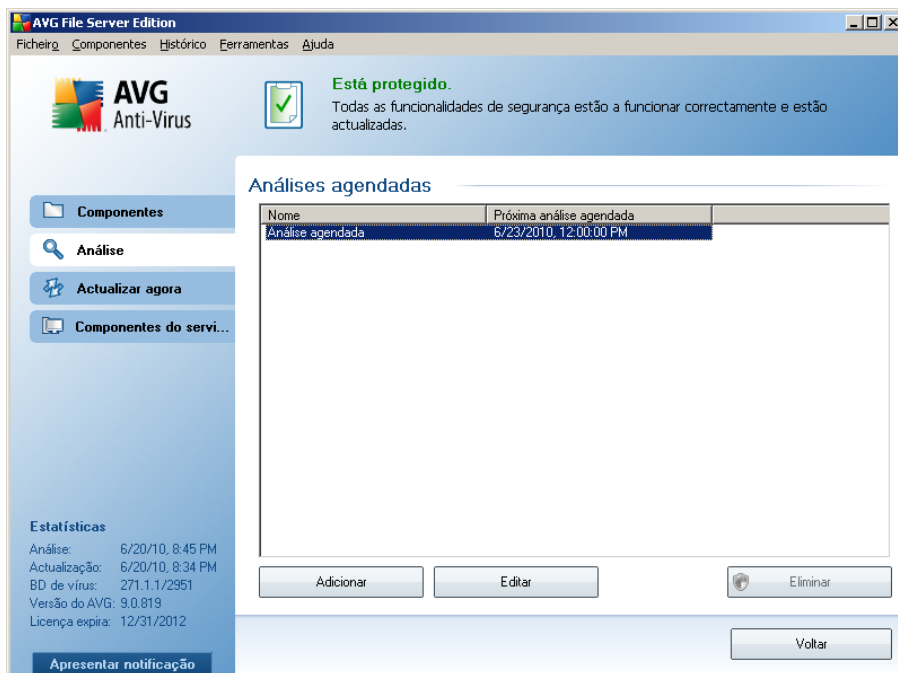 AVG File Server Edition
Ficheiro Componentes Histórico Ferramentas Ajuda
AVG
Anti-Virus
Está protegido.
Todas as funcionalidades de segurança estão a funcionar correctamente e estão
actualizadas.
Componentes
Análise
Actualizar agora
Componentes do servi...
Análises agendadas
Nome Próxima análise agendada
Análise agendada 6/23/2010, 12:00:00 PM
Adicionar Editar Eliminar
Voltar
Estatísticas
Análise: 6/20/10, 8:45 PM
Actualização: 6/20/10, 8:34 PM
BD de vírus: 271.1.1/2951
Versão do AVG: 9.0.819
Licença expira: 12/31/2012
Apresentar notificação